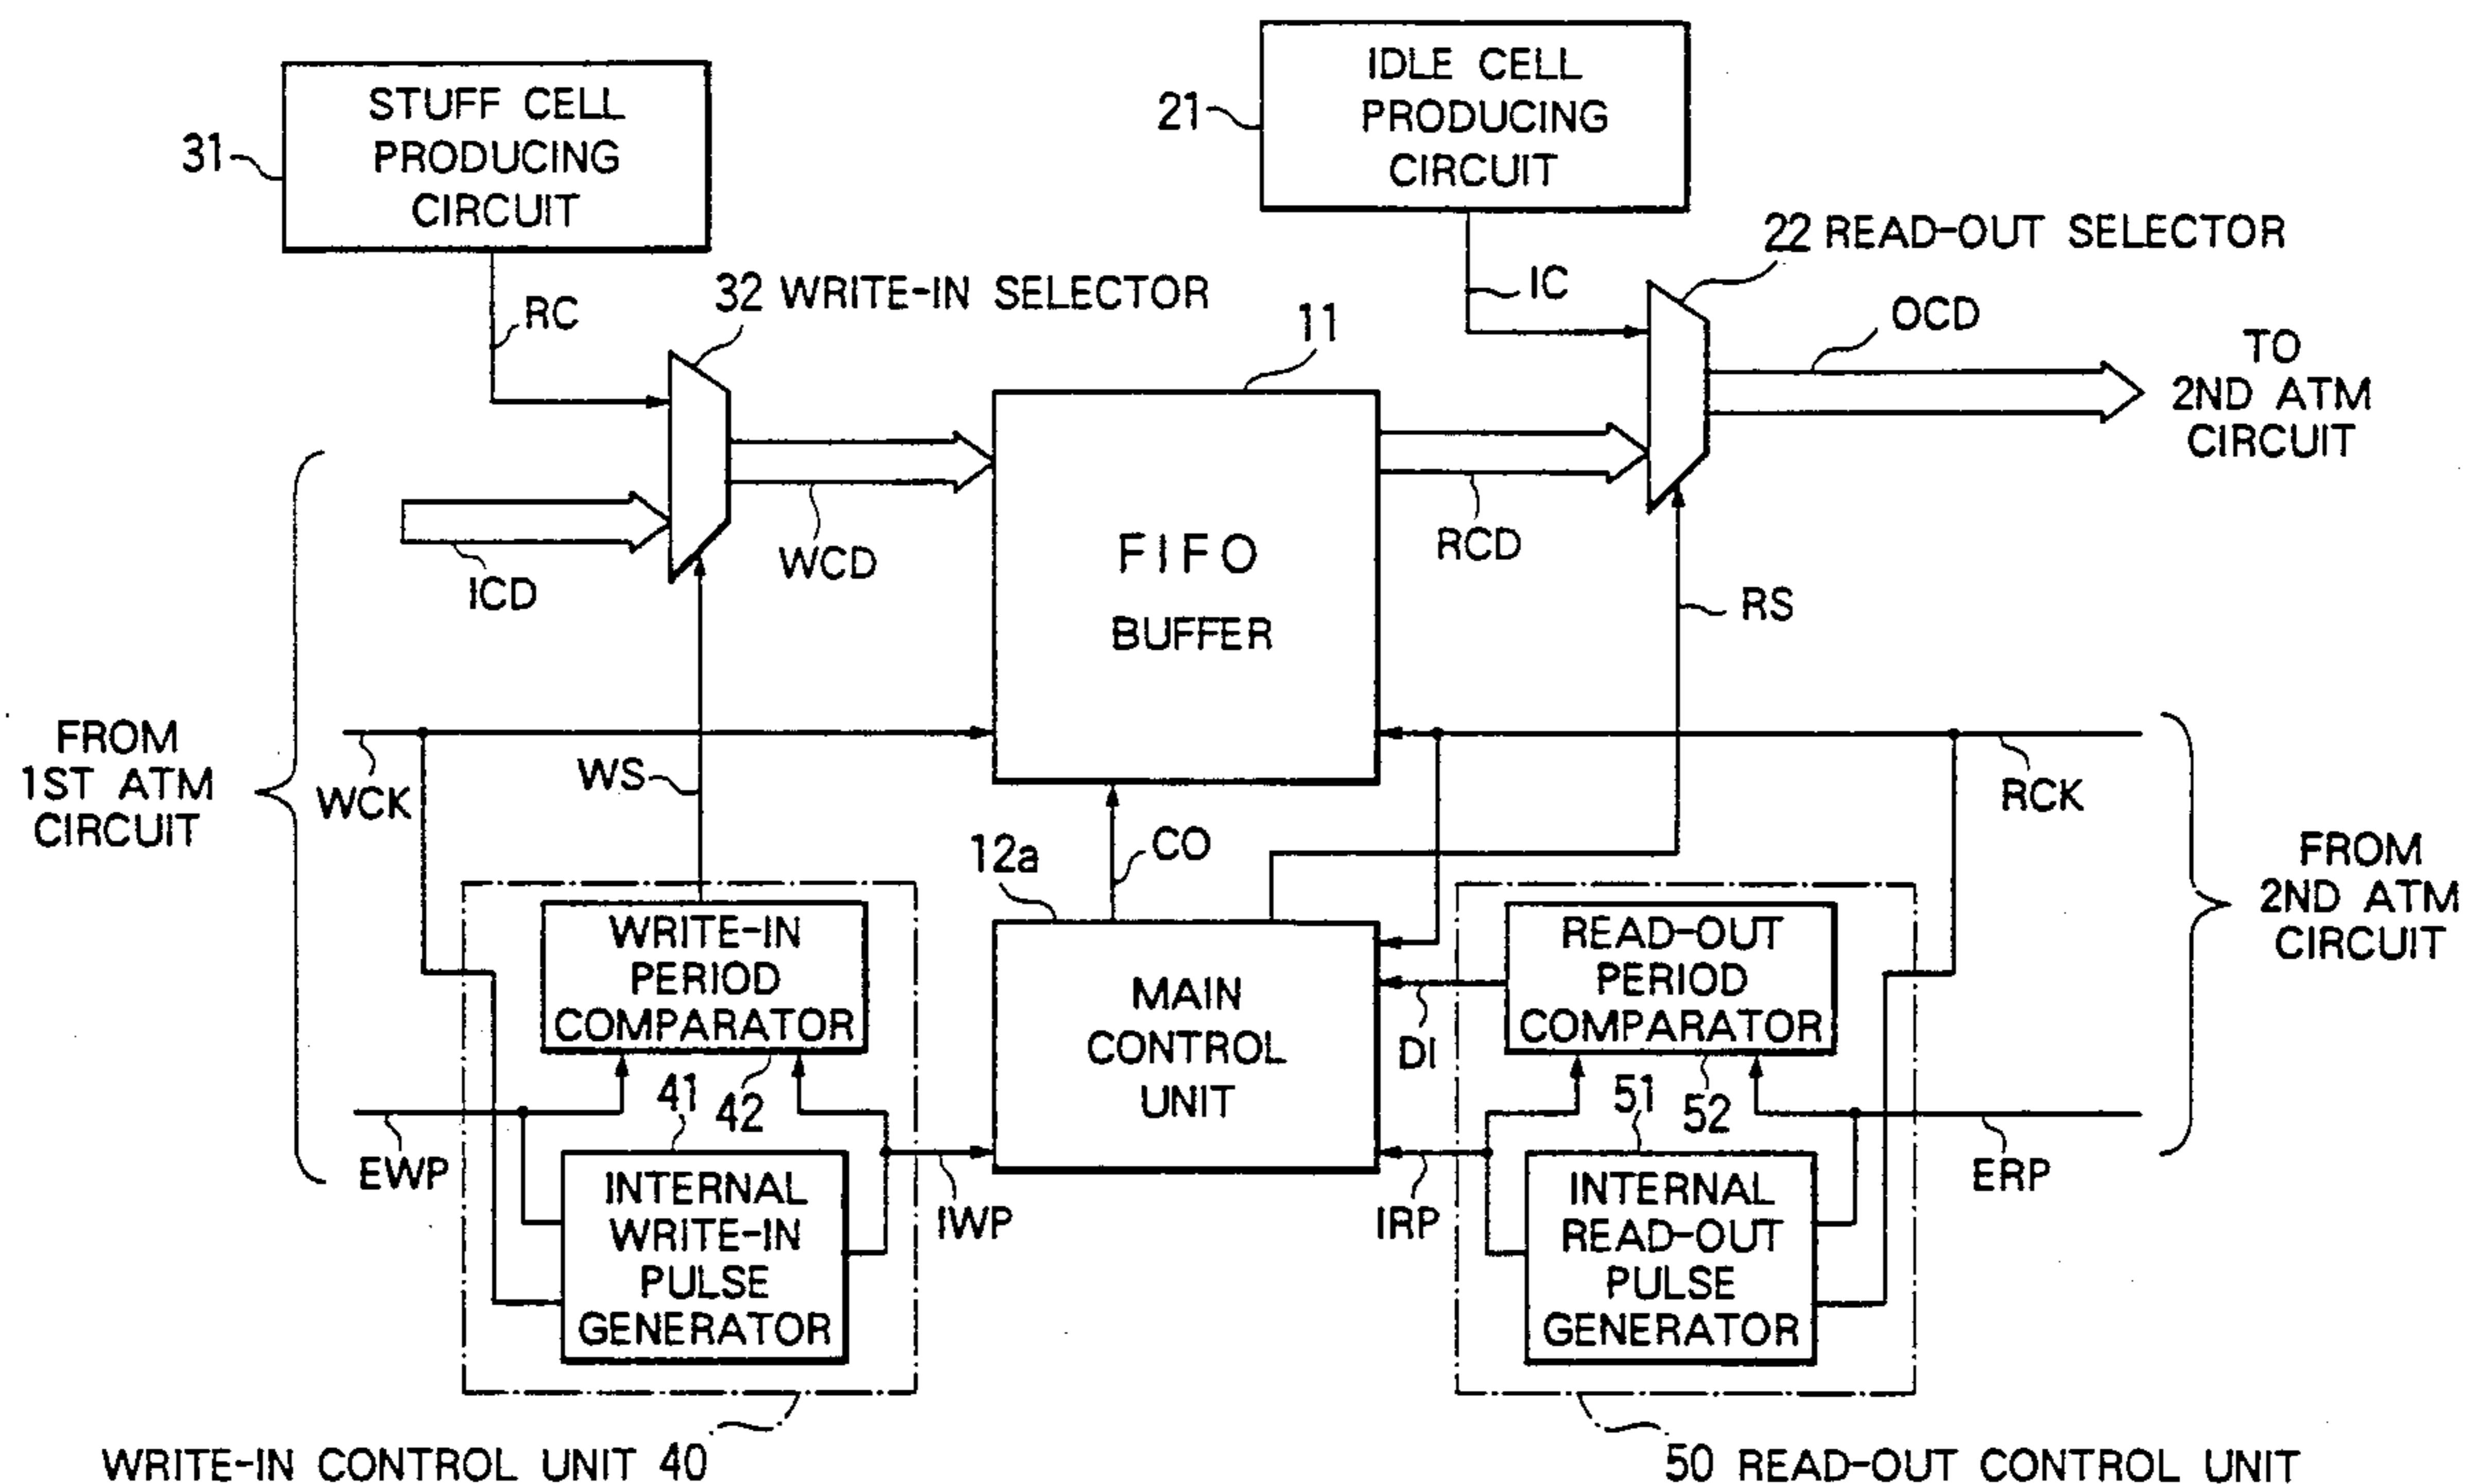 STUFF CELL
PRODUCING
CIRCUIT
31
IDLE CELL
PRODUCING
CIRCUIT
21
22 READ-OUT SELECTOR
RC
32 WRITE-IN SELECTOR
IC
11
OCD
TO
2ND ATM
CIRCUIT
ICD
WCD
FIFO
BUFFER
RCD
RS
FROM
1ST ATM
CIRCUIT
WCK
WS
RCK
12a
CO
FROM
2ND ATM
CIRCUIT
WRITE-IN
PERIOD
COMPARATOR
MAIN
CONTROL
UNIT
READ-OUT
PERIOD
COMPARATOR
DI
41
42
51
52
EWP
INTERNAL
WRITE-IN
PULSE
GENERATOR
IWP
IRP
INTERNAL
READ-OUT
PULSE
GENERATOR
ERP
WRITE-IN CONTROL UNIT 40
50 READ-OUT CONTROL UNIT